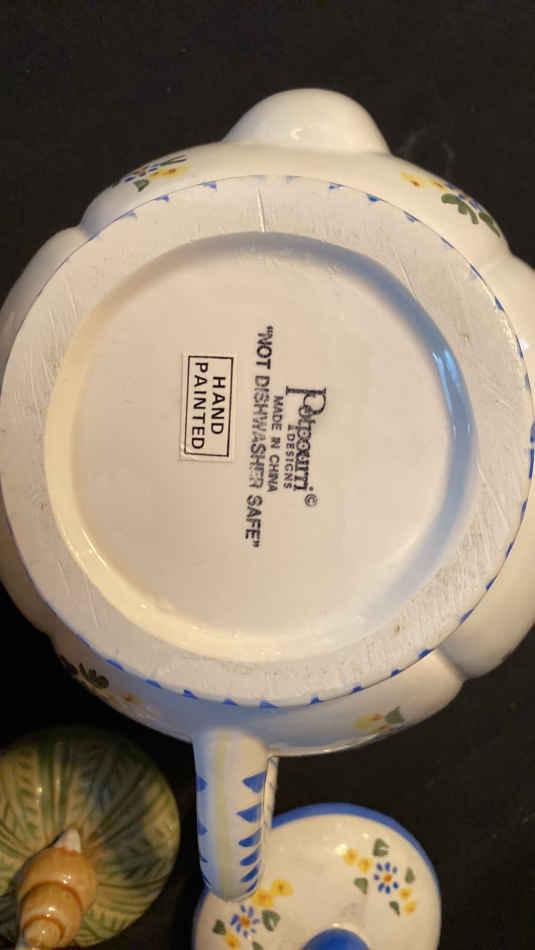 Potpourri©
DESIGNS
MADE IN CHINA
"NOT DISHWASHER SAFE"
HAND
PAINTED